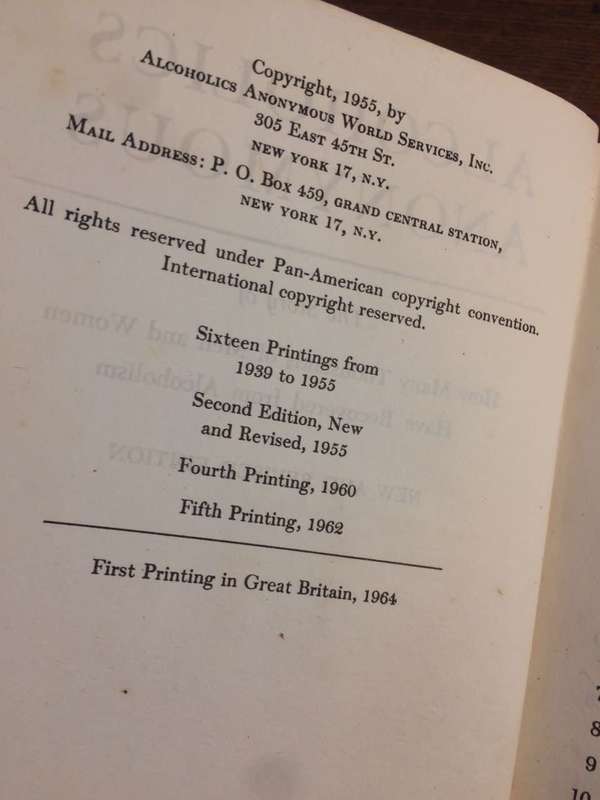 Copyright, 1955, by
Alcoholics Anonymous World Services, Inc.
305 East 45th St.
NEW YORK 17, N.Y.
Mail Address: P. O. Box 459, GRAND CENTRAL STATION,
NEW YORK 17, N.Y.
All rights reserved under Pan-American copyright convention.
International copyright reserved.
Sixteen Printings from
1939 to 1955
Second Edition, New
and Revised, 1955
Fourth Printing, 1960
Fifth Printing, 1962
First Printing in Great Britain, 1964
8
9
10